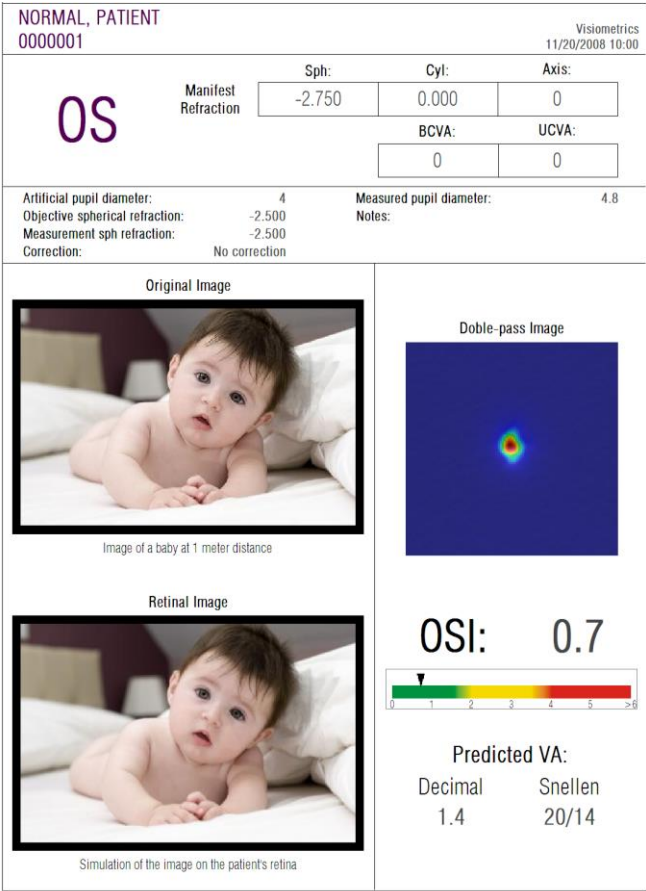 NORMAL, PATIENT
0000001
Visiometrics
11/20/2008 10:00
OS
Manifest
Refraction
Sph: Cyl: Axis:
-2.750 0.000 0
BCVA: UCVA:
0 0
Artificial pupil diameter: 4 Measured pupil diameter: 4.8
Objective spherical refraction: -2.500 Notes:
Measurement sph refraction: -2.500
Correction: No correction
Original Image
Image of a baby at 1 meter distance
Doble-pass Image
Retinal Image
Simulation of the image on the patient's retina
OSI: 0.7
0 1 2 3 4 5 >6
Predicted VA:
Decimal Snellen
1.4 20/14